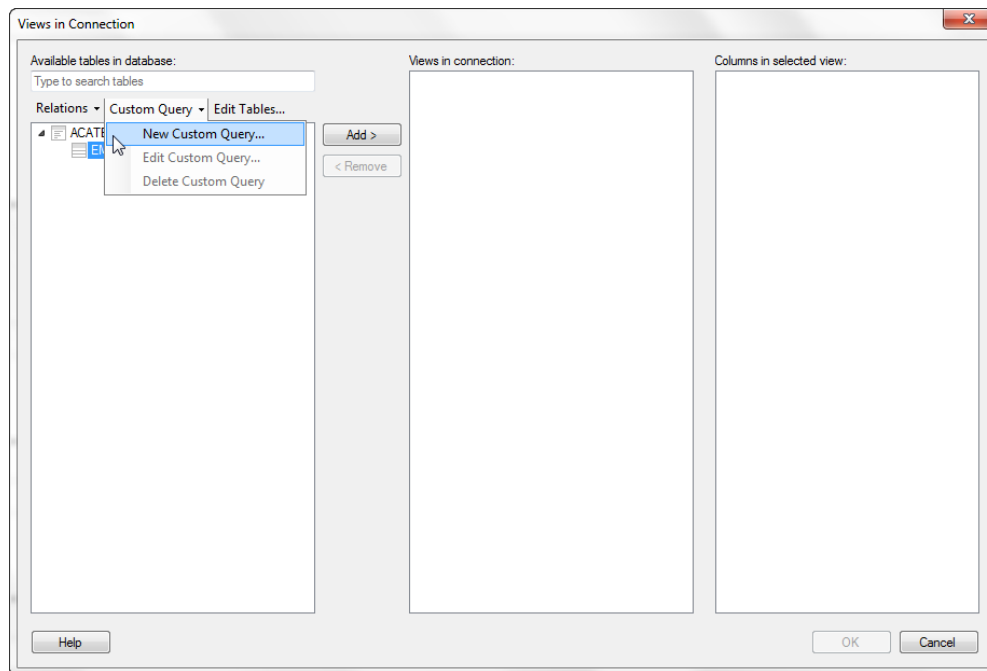 Views in Connection
Available tables in database:
Type to search tables
Relations
Custom Query
Edit Tables...
New Custom Query...
Edit Custom Query...
Delete Custom Query
Add >
< Remove
Views in connection:
Columns in selected view:
Help
OK
Cancel